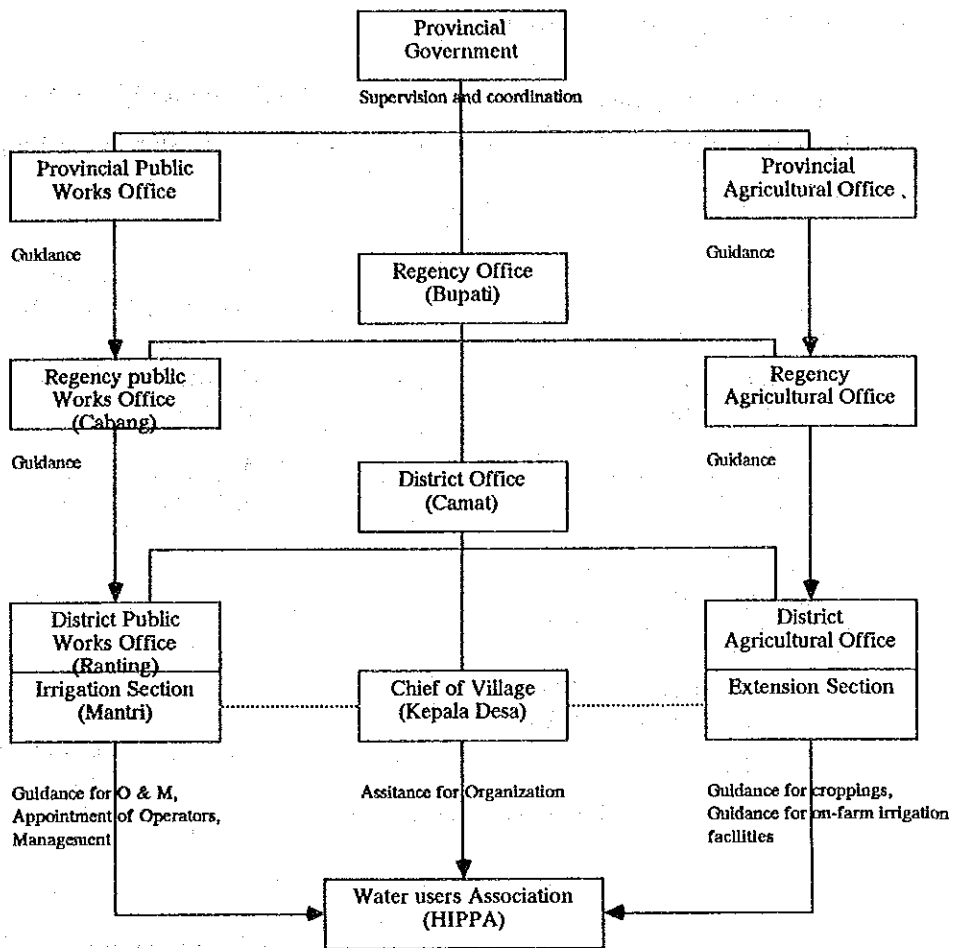 Provincial
Government
Supervision and coordination
Provincial Public
Works Office
Provincial
Agricultural Office
Guidance
Guidance
Regency Office
(Bupati)
Regency public
Works Office
(Cabang)
Regency
Agricultural Office
Guidance
Guidance
District Office
(Camat)
District Public
Works Office
(Ranting)
District
Agricultural Office
Irrigation Section
(Mantri)
Chief of Village
(Kepala Desa)
Extension Section
Guidance for O & M,
Appointment of Operators,
Management
Assitance for Organization
Guidance for croppings,
Guidance for on-farm irrigation
facilities
Water users Association
(HIPPA)